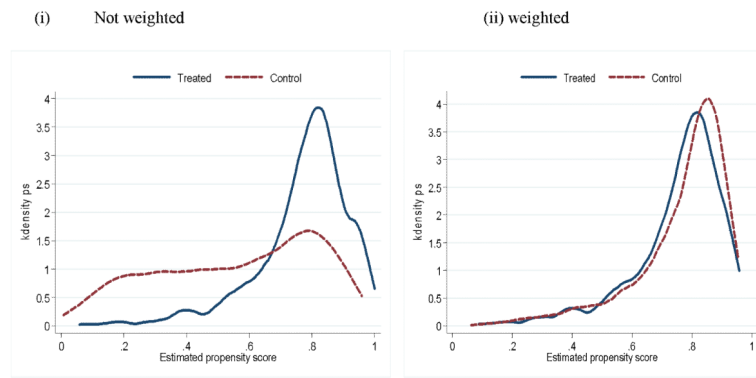 (i) Not weighted
(ii) weighted
Treated Control
4
3.5
3
2.5
2
1.5
1
0.5
0
kdensity ps
0 .2 .4 .6 .8 1
Estimated propensity score
Treated Control
4
3.5
3
2.5
2
1.5
1
0.5
0
kdensity ps
0 .2 .4 .6 .8 1
Estimated propensity score